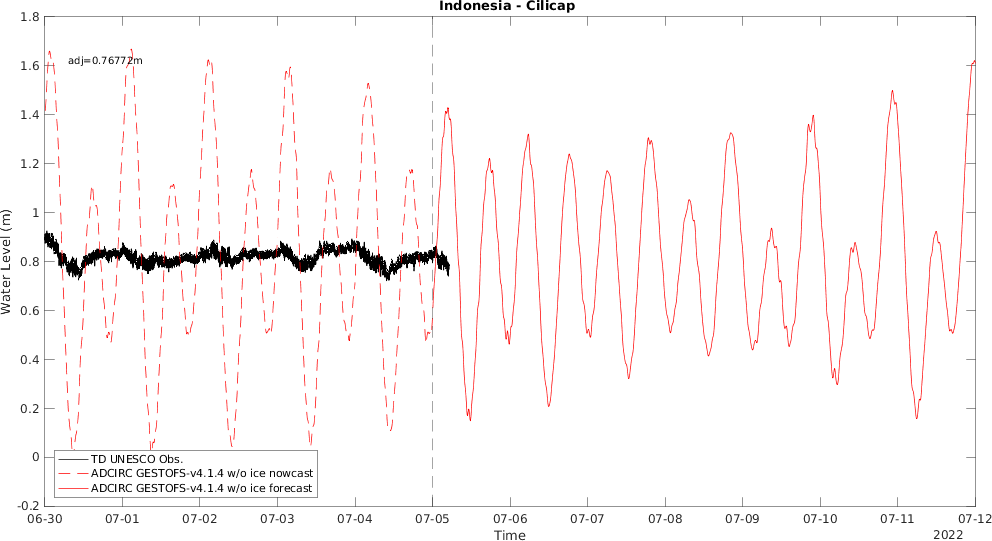 Indonesia - Cilicap
1.8
1.6
1.4
1.2
1
0.8
0.6
0.4
0.2
0
-0.2
Water Level (m)
adj=0.76772m
TD UNESCO Obs.
ADCIRC GESTOFS-v4.1.4 w/o ice nowcast
ADCIRC GESTOFS-v4.1.4 w/o ice forecast
06-30 07-01 07-02 07-03 07-04 07-05 07-06 07-07 07-08 07-09 07-10 07-11 07-12
Time
2022